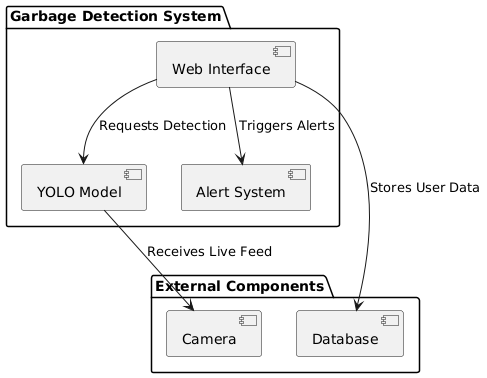 Garbage Detection System
Web Interface
Requests Detection
Triggers Alerts
YOLO Model
Alert System
Stores User Data
Receives Live Feed
External Components
Camera
Database